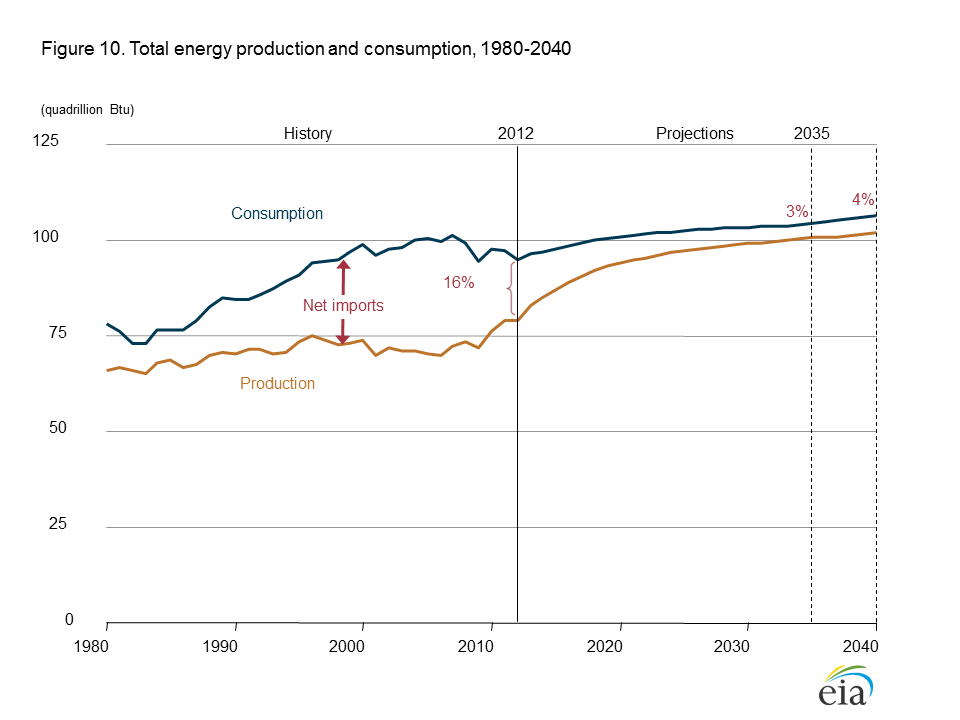 Figure 10. Total energy production and consumption, 1980-2040
(quadrillion Btu)
History 2012 Projections 2035
125
4%
3%
Consumption
100
16%
Net imports
75
Production
50
25
0
1980 1990 2000 2010 2020 2030 2040
eia